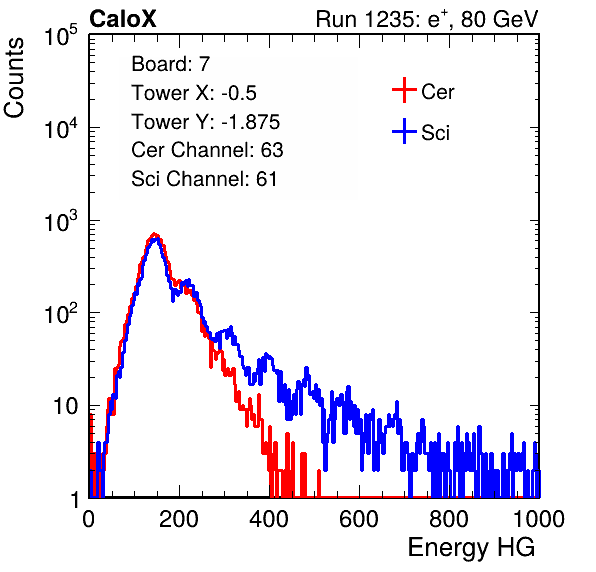 CaloX Run 1235: e⁺, 80 GeV
Counts
Board: 7
Tower X: -0.5
Tower Y: -1.875
Cer Channel: 63
Sci Channel: 61
Cer
Sci
10⁵
10⁴
10³
10²
10
1
0 200 400 600 800 1000
Energy HG